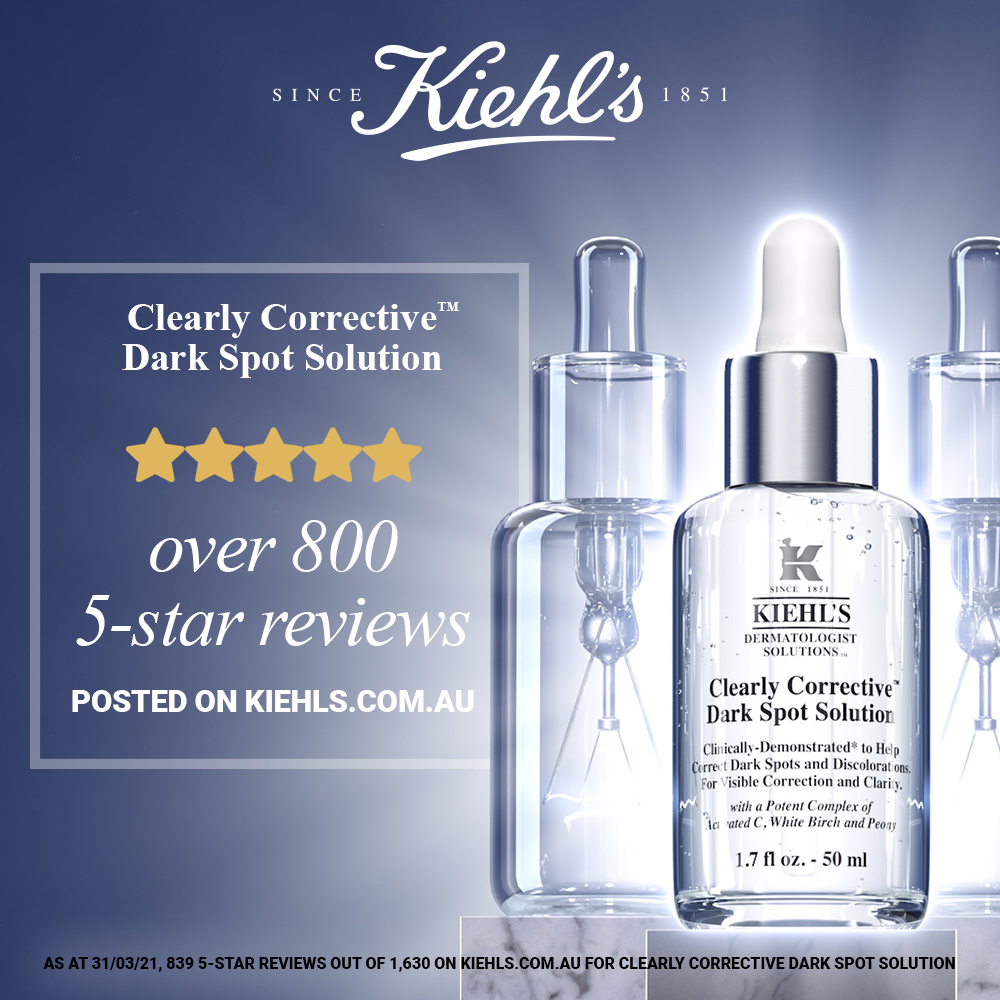 SINCE Kiehl's 1851
Clearly Corrective™
Dark Spot Solution
over 800
5-star reviews
POSTED ON KIEHLS.COM.AU
K
SINCE 1851
KIEHL'S
DERMATOLOGIST
SOLUTIONS™
Clearly Corrective™
Dark Spot Solution
Clinically-Demonstrated* to Help
Correct Dark Spots and Discolorations.
For Visible Correction and Clarity.
with a Potent Complex of
Activated C, White Birch and Peony
1.7 fl oz. - 50 ml
AS AT 31/03/21, 839 5-STAR REVIEWS OUT OF 1,630 ON KIEHLS.COM.AU FOR CLEARLY CORRECTIVE DARK SPOT SOLUTION